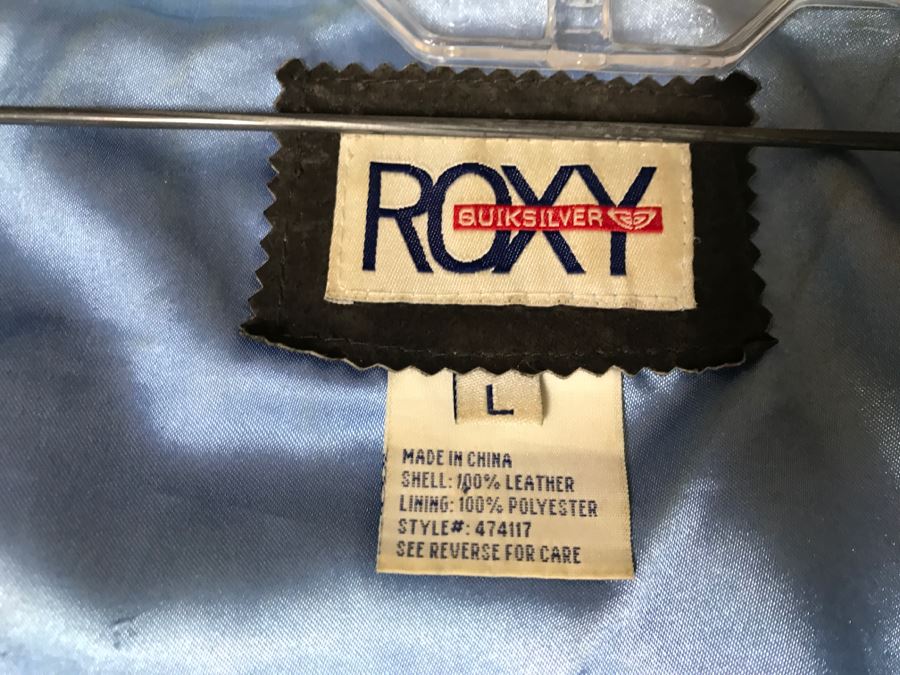 ROXY
QUIKSILVER
L
MADE IN CHINA
SHELL: 100% LEATHER
LINING: 100% POLYESTER
STYLE#: 474117
SEE REVERSE FOR CARE